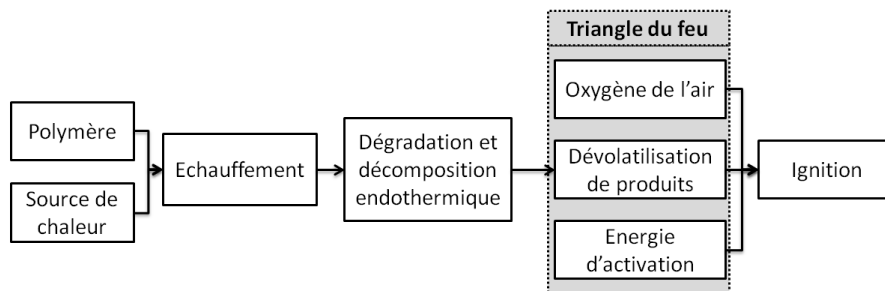 Triangle du feu
Polymère
Source de
chaleur
Echauffement
Dégradation et
décomposition
endothermique
Oxygène de l'air
Dévolatilisation
de produits
Energie
d'activation
Ignition